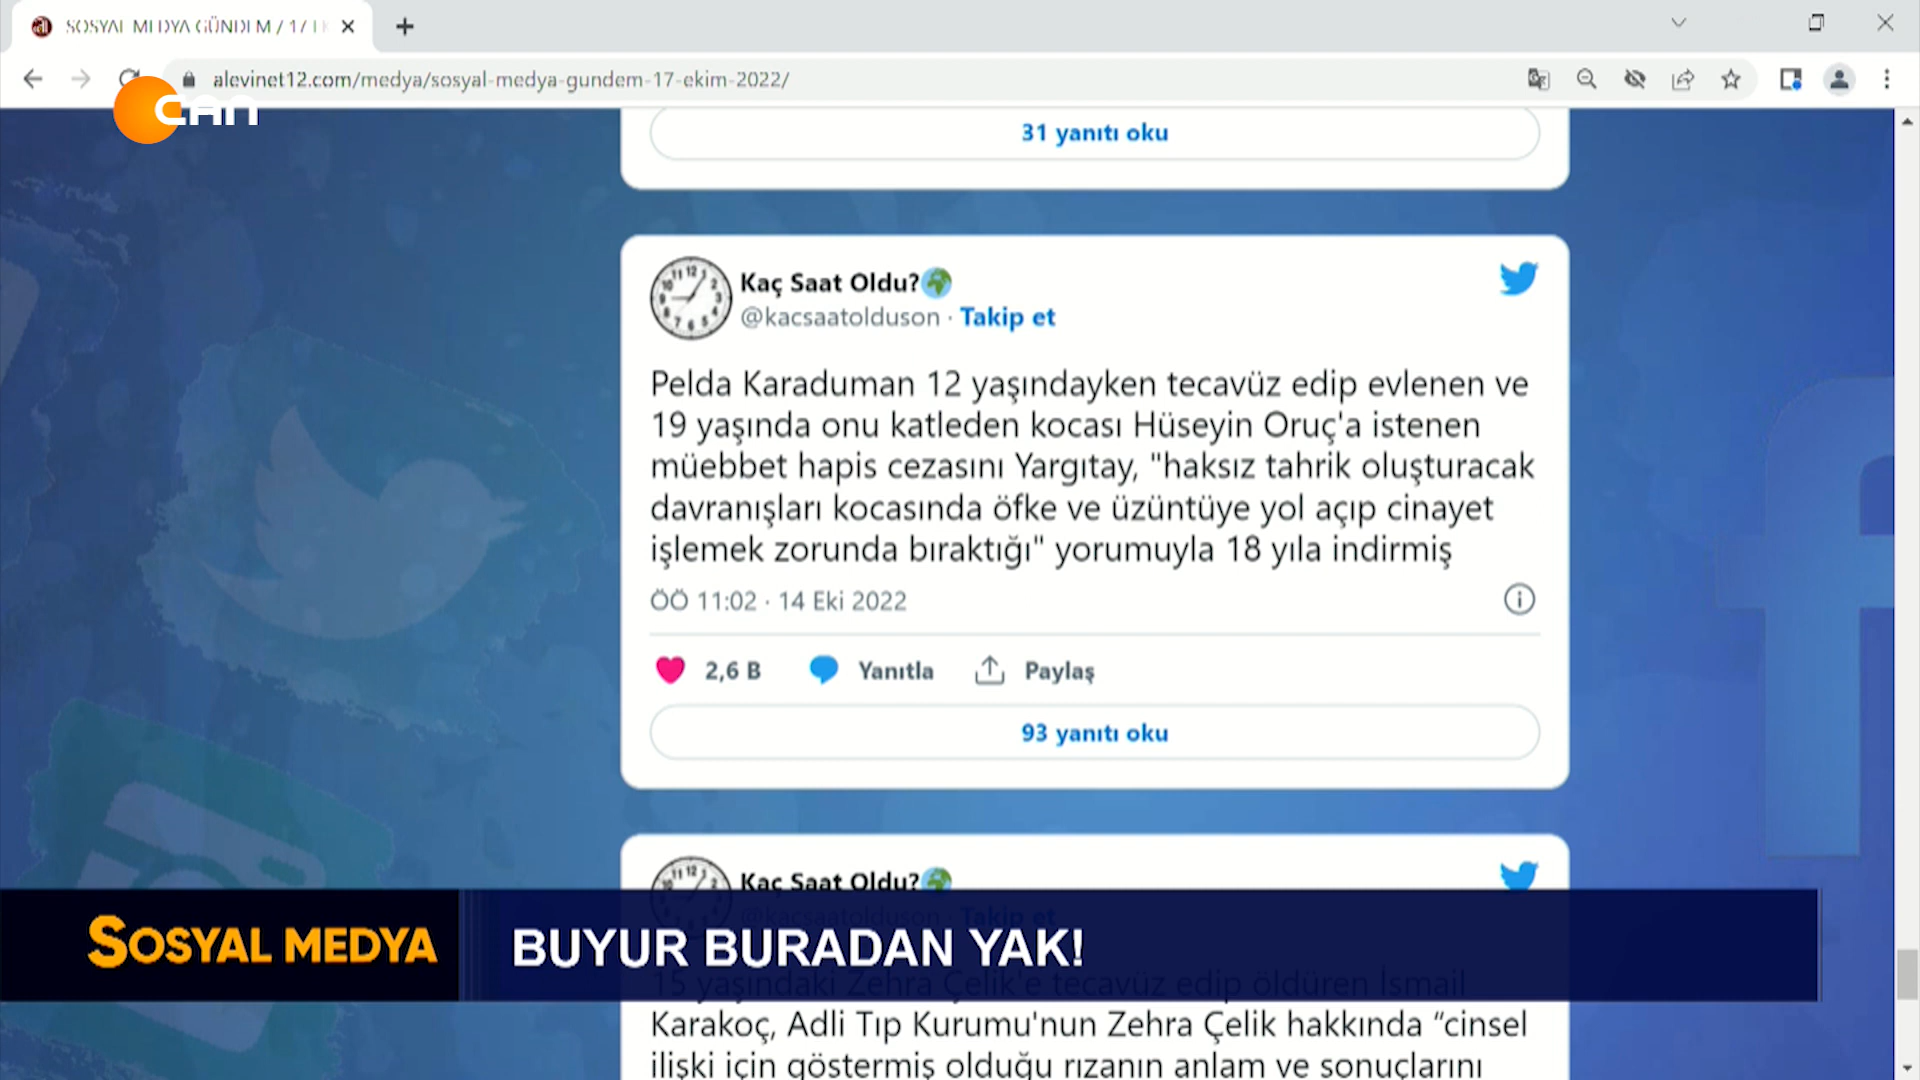 SOSYAL MEDYA GÜNDEM / 17 EK
alevinet12.com/medya/sosyal-medya-gundem-17-ekim-2022/
can
31 yanıtı oku
Kaç Saat Oldu?
@kacsaatolduson · Takip et
Pelda Karaduman 12 yaşındayken tecavüz edip evlenen ve
19 yaşında onu katleden kocası Hüseyin Oruç'a istenen
müebbet hapis cezasını Yargıtay, "haksız tahrik oluşturacak
davranışları kocasında öfke ve üzüntüye yol açıp cinayet
işlemek zorunda bıraktığı" yorumuyla 18 yıla indirmiş
ÖÖ 11:02 · 14 Eki 2022
2,6 B Yanıtla Paylaş
93 yanıtı oku
Kaç Saat Oldu?
@kacsaatolduson · Takip et
SOSYAL MEDYA
BUYUR BURADAN YAK!
15 yaşındaki Zehra Çelik'e tecavüz edip öldüren İsmail
Karakoç, Adli Tıp Kurumu'nun Zehra Çelik hakkında “cinsel
ilişki için göstermiş olduğu rızanın anlam ve sonuçlarını